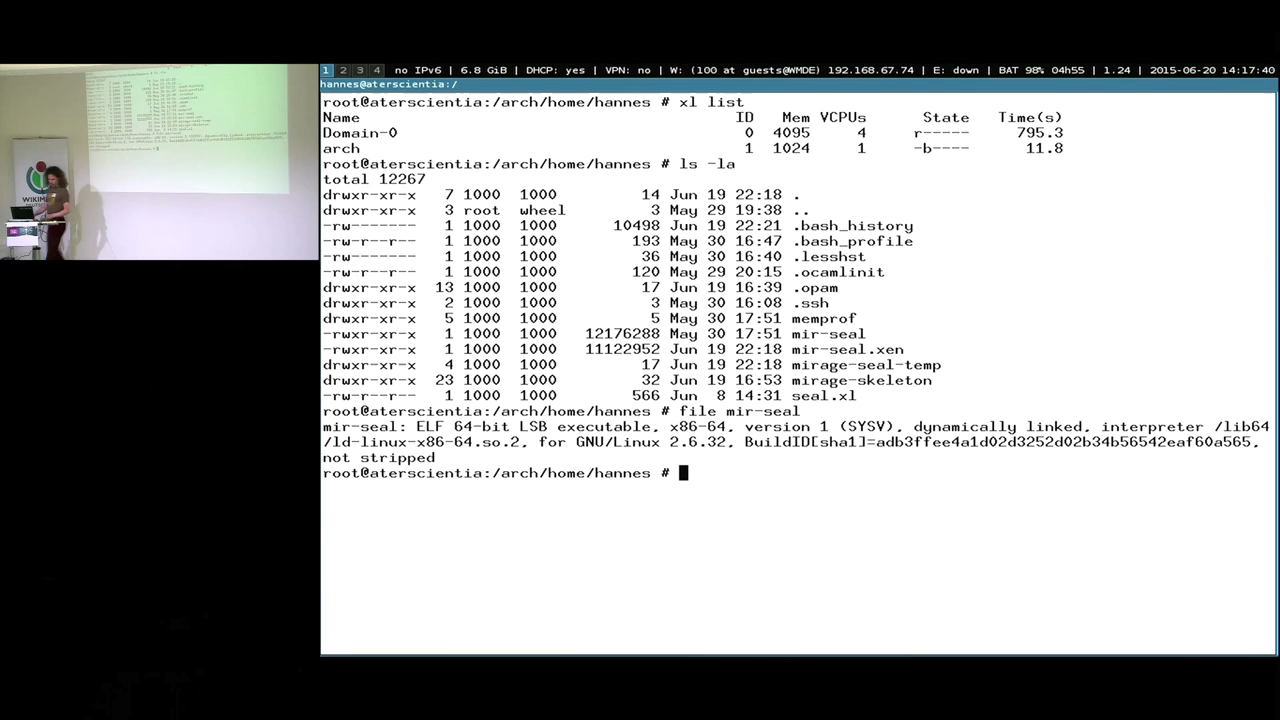 1 2 3 4 no IPv6 | 6.8 GiB | DHCP: yes | VPN: no | W: (100 at guests@WMDE) 192.168.67.74 | E: down | BAT 98% 04h55 | 1.24 | 2015-06-20 14:17:40
hannes@aterscientia:/
root@aterscientia:/arch/home/hannes # xl list
Name ID Mem VCPUs State Time(s)
Domain-0 0 4095 4 r----- 795.3
arch 1 1024 1 -b---- 11.8
root@aterscientia:/arch/home/hannes # ls -la
total 12267
drwxr-xr-x 7 1000 1000 14 Jun 19 22:18 .
drwxr-xr-x 3 root wheel 3 May 29 19:38 ..
-rw------- 1 1000 1000 10498 Jun 19 22:21 .bash_history
-rw-r--r-- 1 1000 1000 193 May 30 16:47 .bash_profile
-rw------- 1 1000 1000 36 May 30 16:40 .lesshst
-rw-r--r-- 1 1000 1000 120 May 29 20:15 .ocamlinit
drwxr-xr-x 13 1000 1000 17 Jun 19 16:39 .opam
drwxr-xr-x 2 1000 1000 3 May 30 16:08 .ssh
drwxr-xr-x 5 1000 1000 5 May 30 17:51 memprof
-rwxr-xr-x 1 1000 1000 12176288 May 30 17:51 mir-seal
-rwxr-xr-x 1 1000 1000 11122952 Jun 19 22:18 mir-seal.xen
drwxr-xr-x 4 1000 1000 17 Jun 19 22:18 mirage-seal-temp
drwxr-xr-x 23 1000 1000 32 Jun 19 16:53 mirage-skeleton
-rw-r--r-- 1 1000 1000 566 Jun 8 14:31 seal.xl
root@aterscientia:/arch/home/hannes # file mir-seal
mir-seal: ELF 64-bit LSB executable, x86-64, version 1 (SYSV), dynamically linked, interpreter /lib64
/ld-linux-x86-64.so.2, for GNU/Linux 2.6.32, BuildID[sha1]=adb3ffee4a1d02d3252d02b34b56542eaf60a565,
not stripped
root@aterscientia:/arch/home/hannes #